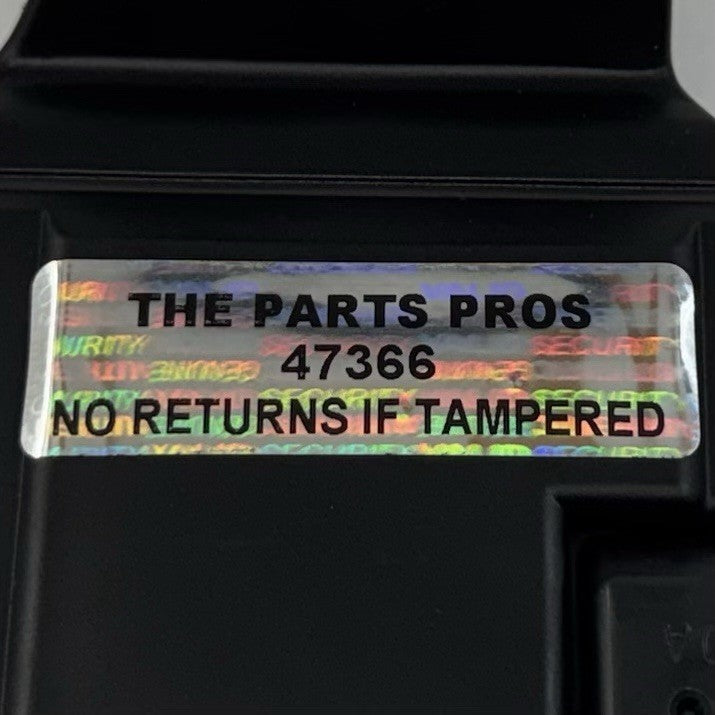 THE PARTS PROS
47366
NO RETURNS IF TAMPERED